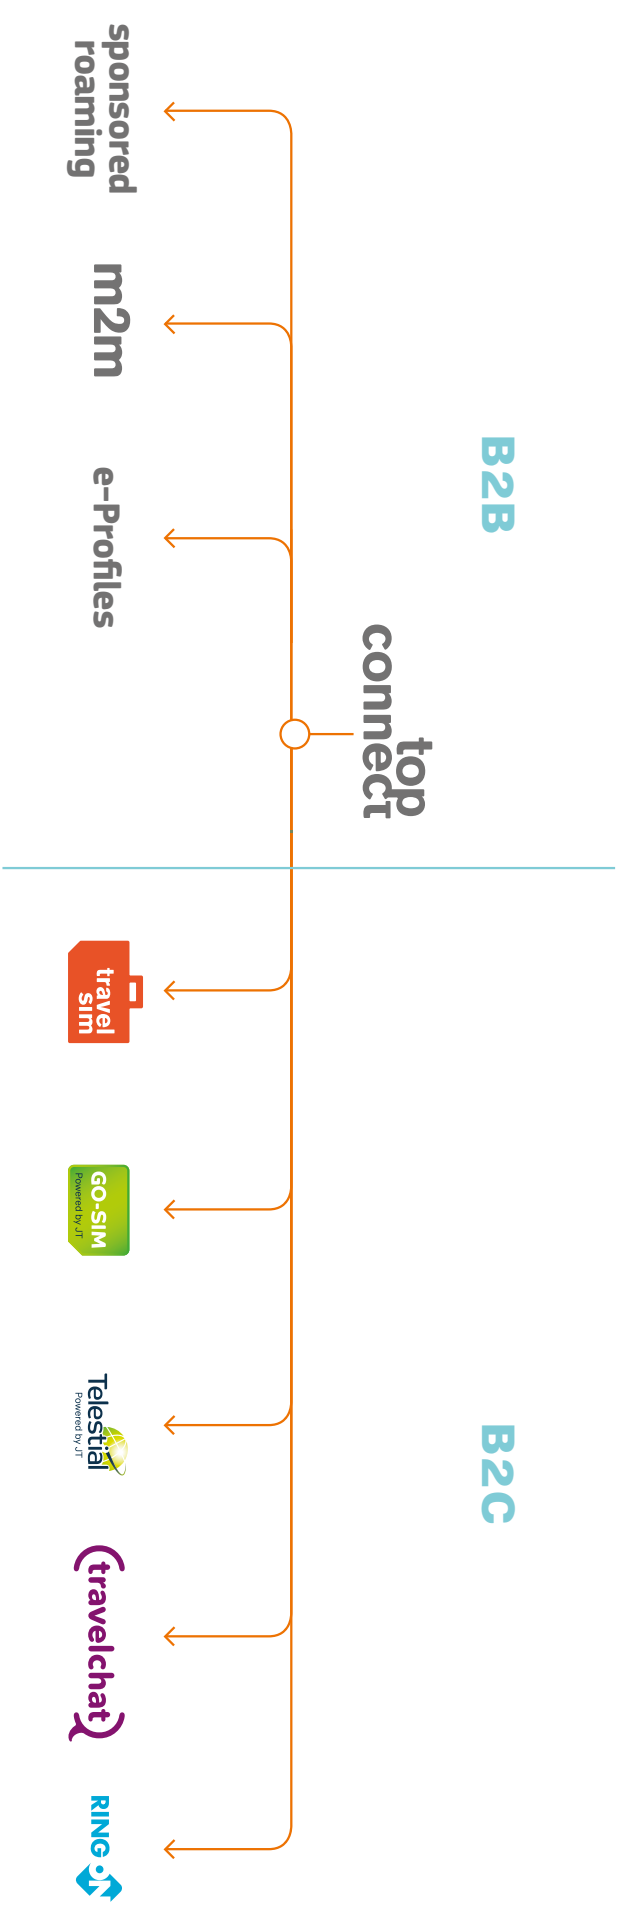 B2B
B2C
top
connect
sponsored
roaming
m2m
e-Profiles
travel
sim
GO-SIM
Powered by JT
Telestial
Powered by JT
travelchat
RING ON